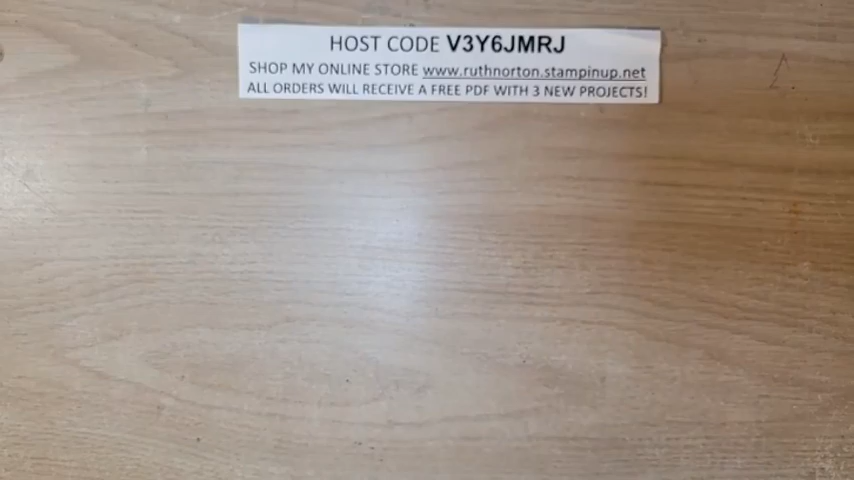 HOST CODE V3Y6JMRJ
SHOP MY ONLINE STORE www.ruthnorton.stampinup.net
ALL ORDERS WILL RECEIVE A FREE PDF WITH 3 NEW PROJECTS!